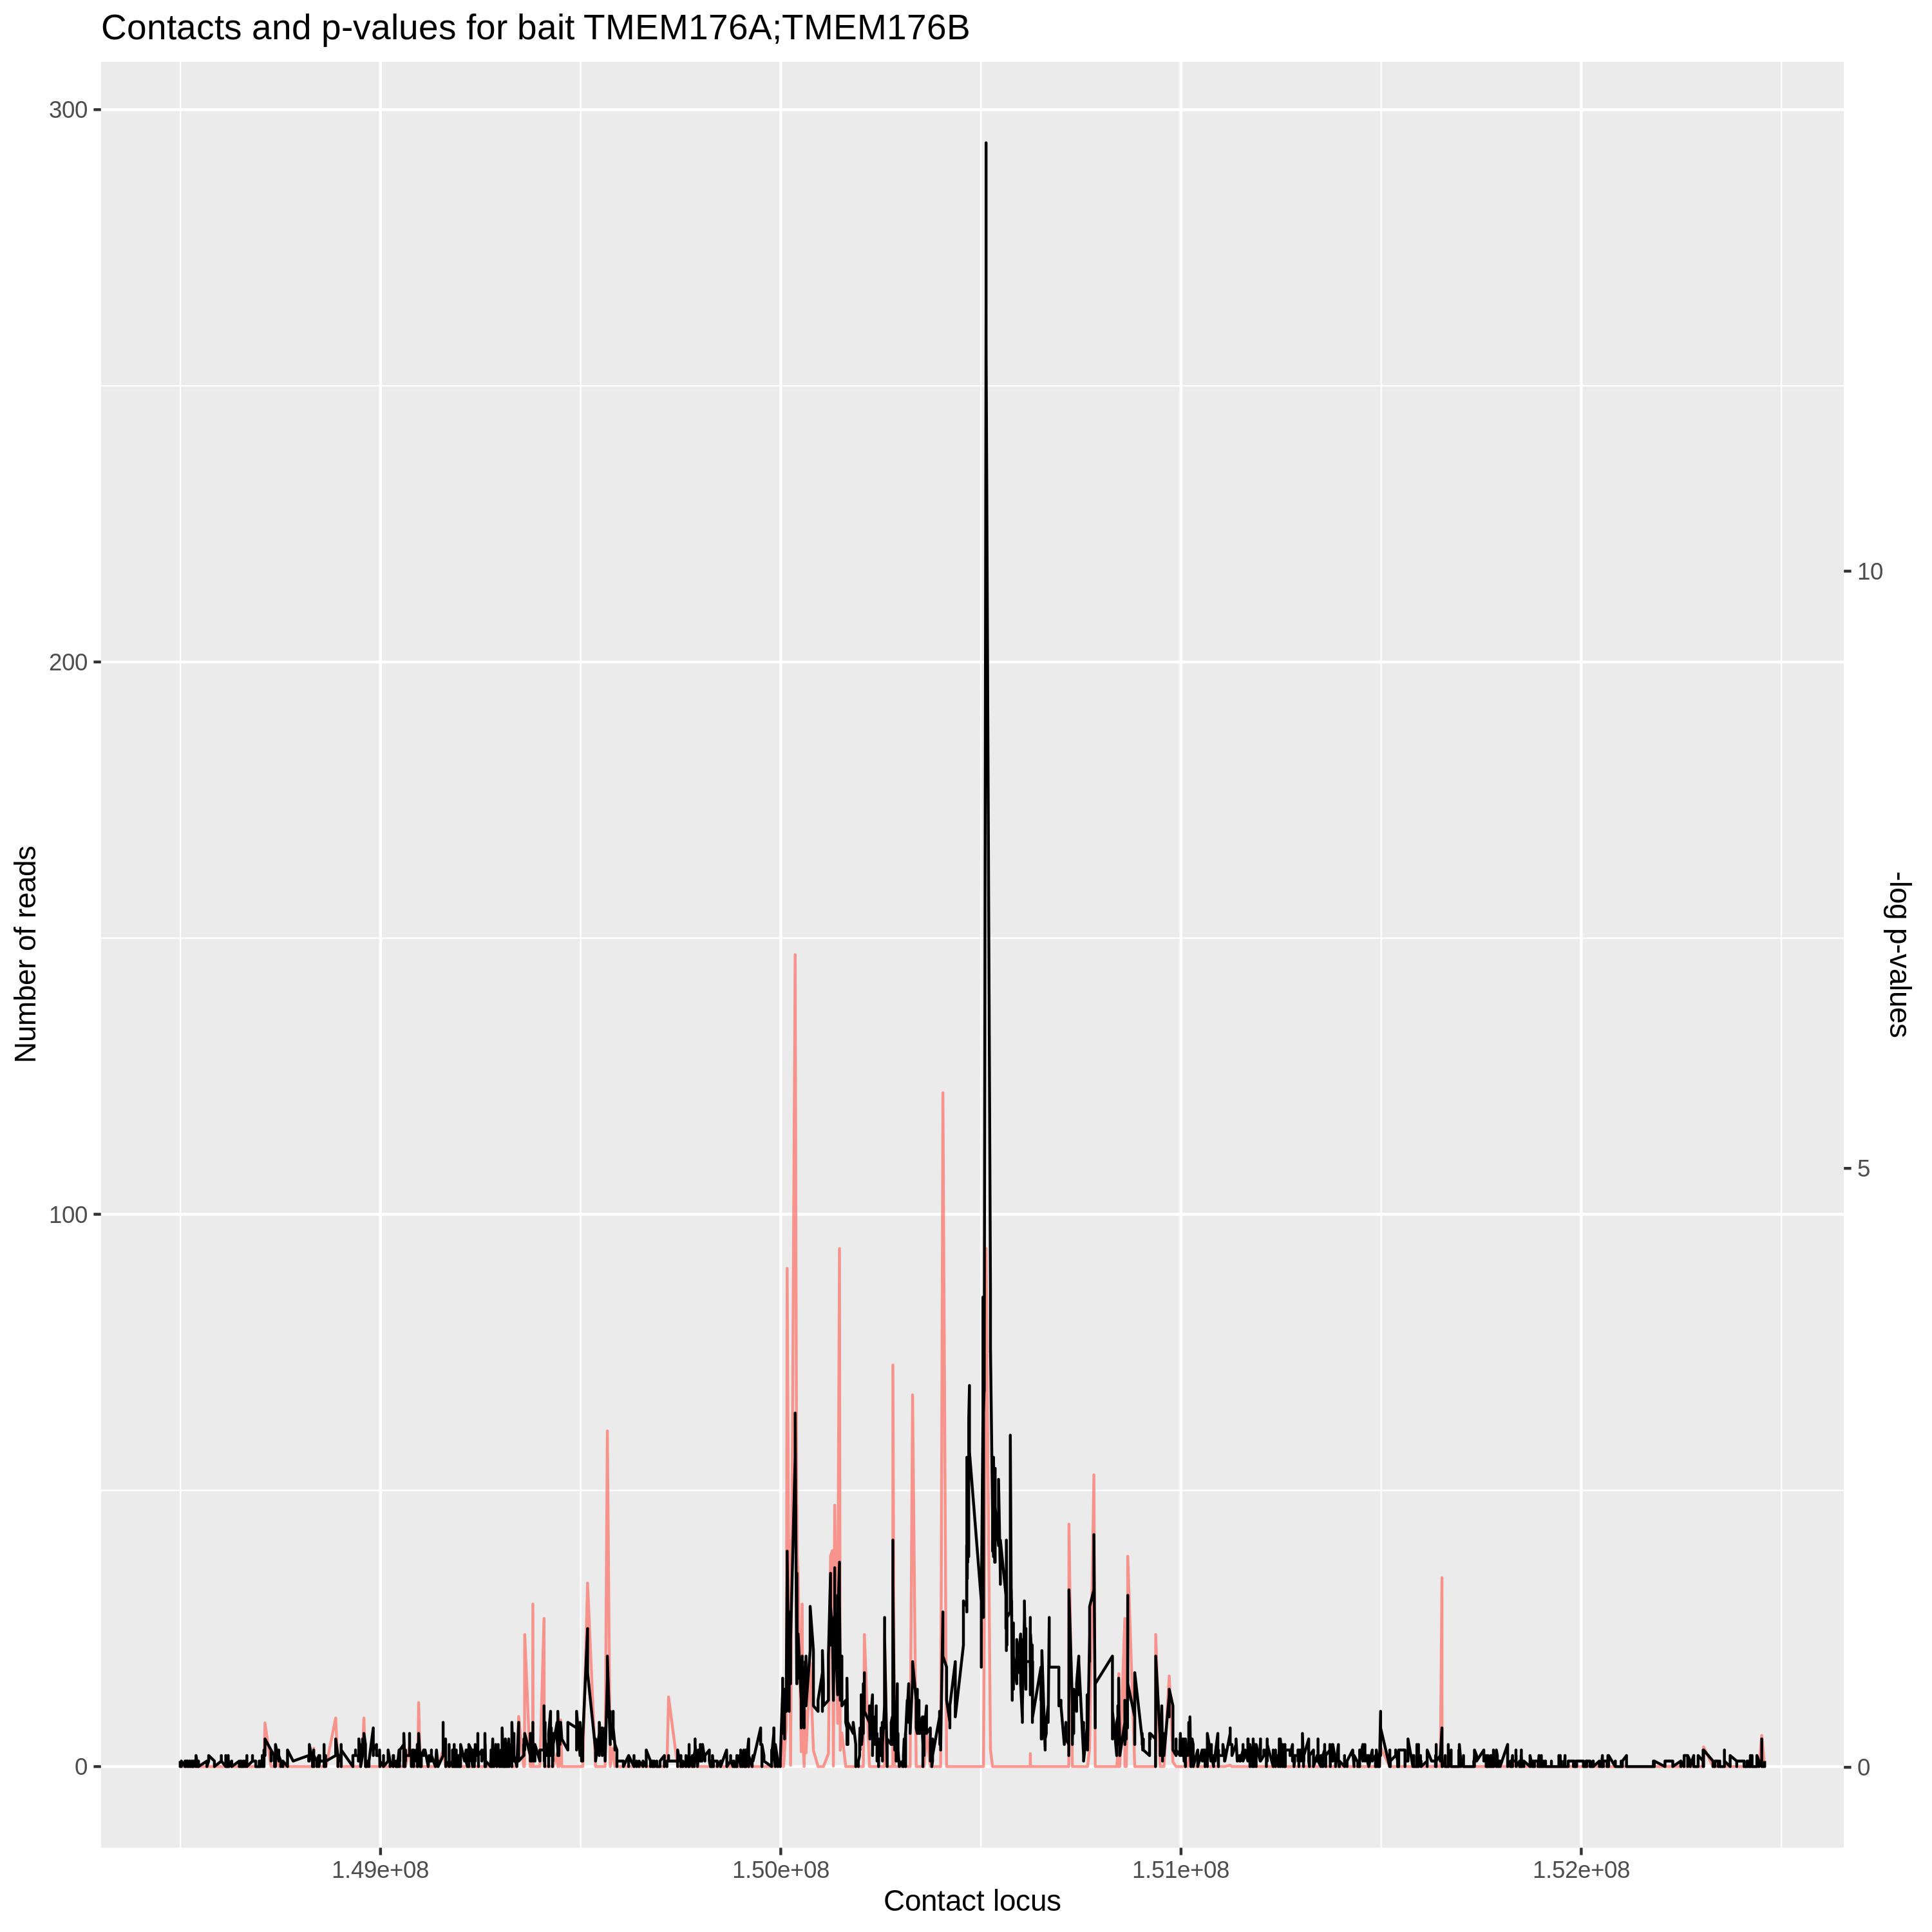 Contacts and p-values for bait TMEM176A;TMEM176B
300
200
100
0
Number of reads
10
5
0
-log p-values
1.49e+08
1.50e+08
1.51e+08
1.52e+08
Contact locus